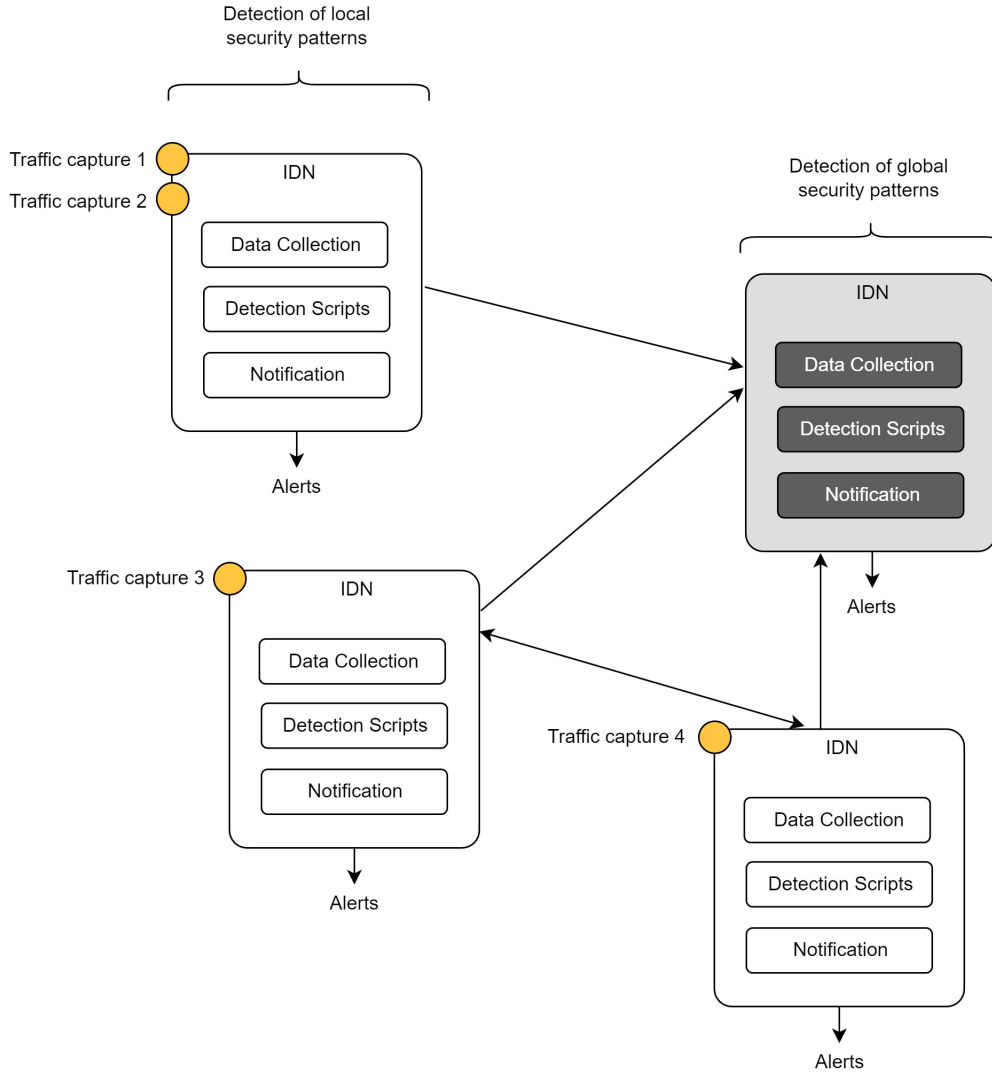 Detection of local
security patterns
Traffic capture 1
Traffic capture 2
IDN
Data Collection
Detection Scripts
Notification
Alerts
Detection of global
security patterns
IDN
Data Collection
Detection Scripts
Notification
Alerts
Traffic capture 3
IDN
Data Collection
Detection Scripts
Notification
Alerts
Traffic capture 4
IDN
Data Collection
Detection Scripts
Notification
Alerts